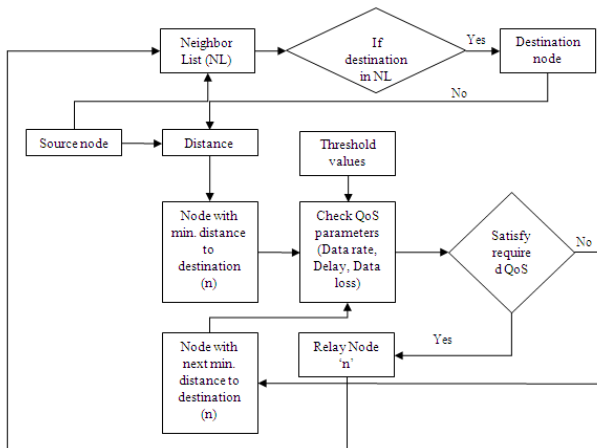 Neighbor
List (NL)
If
destination
in NL
Yes
Destination
node
No
Source node
Distance
Threshold
values
Node with
min. distance
to
destination
(n)
Check QoS
parameters
(Data rate,
Delay, Data
loss)
Satisfy
require
d QoS
No
Yes
Node with
next min.
distance to
destination
(n)
Relay Node
'n'